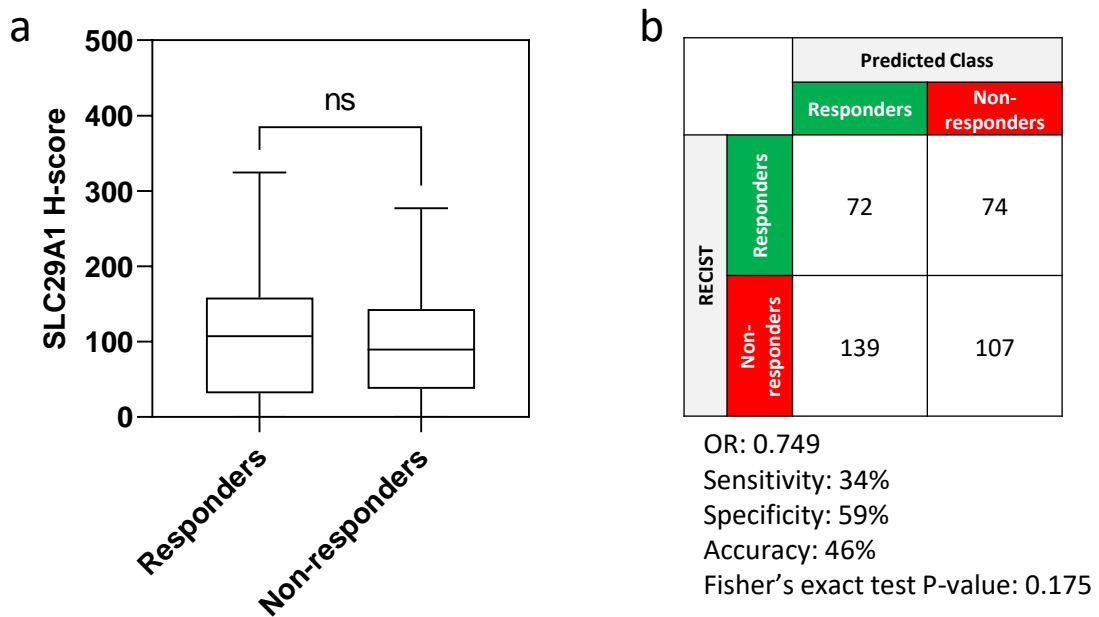 a
500
400
300
200
100
0
SLC29A1 H-score
ns
Responders
Non-responders
b
Predicted Class
Responders
Non-
responders
RECIST
Responders
72
74
Non-
responders
139
107
OR: 0.749
Sensitivity: 34%
Specificity: 59%
Accuracy: 46%
Fisher’s exact test P-value: 0.175